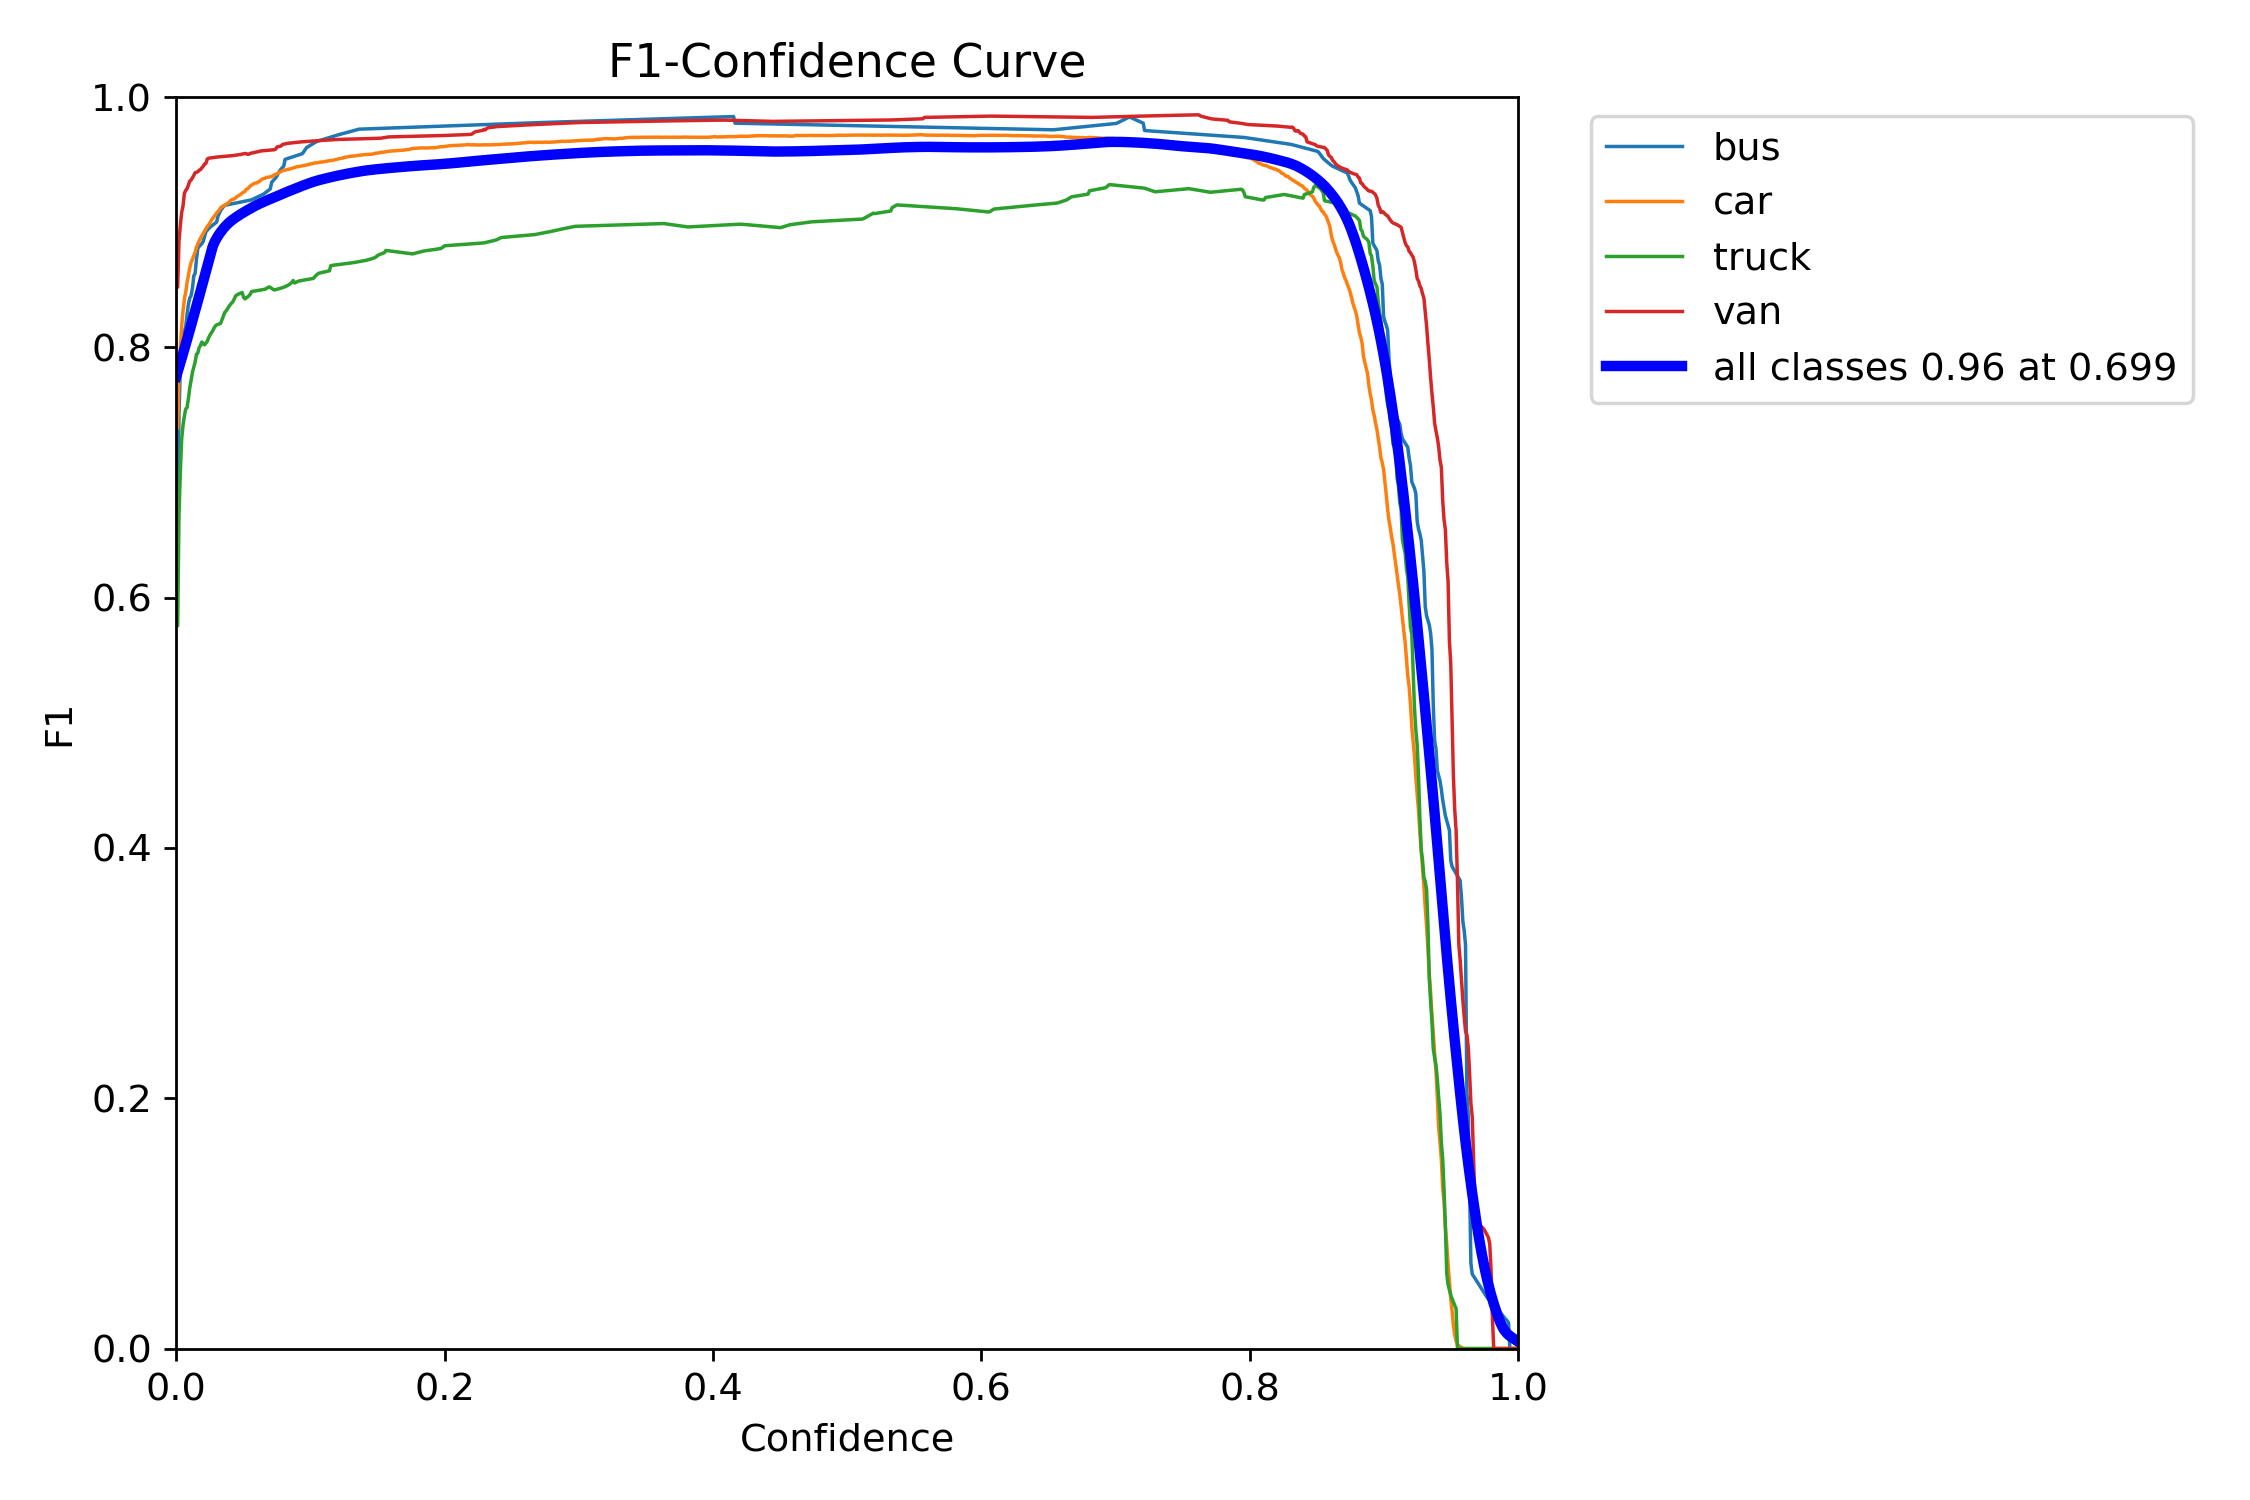 F1-Confidence Curve
1.0
0.8
0.6
0.4
0.2
0.0
F1
0.0 0.2 0.4 0.6 0.8 1.0
Confidence
bus
car
truck
van
all classes 0.96 at 0.699